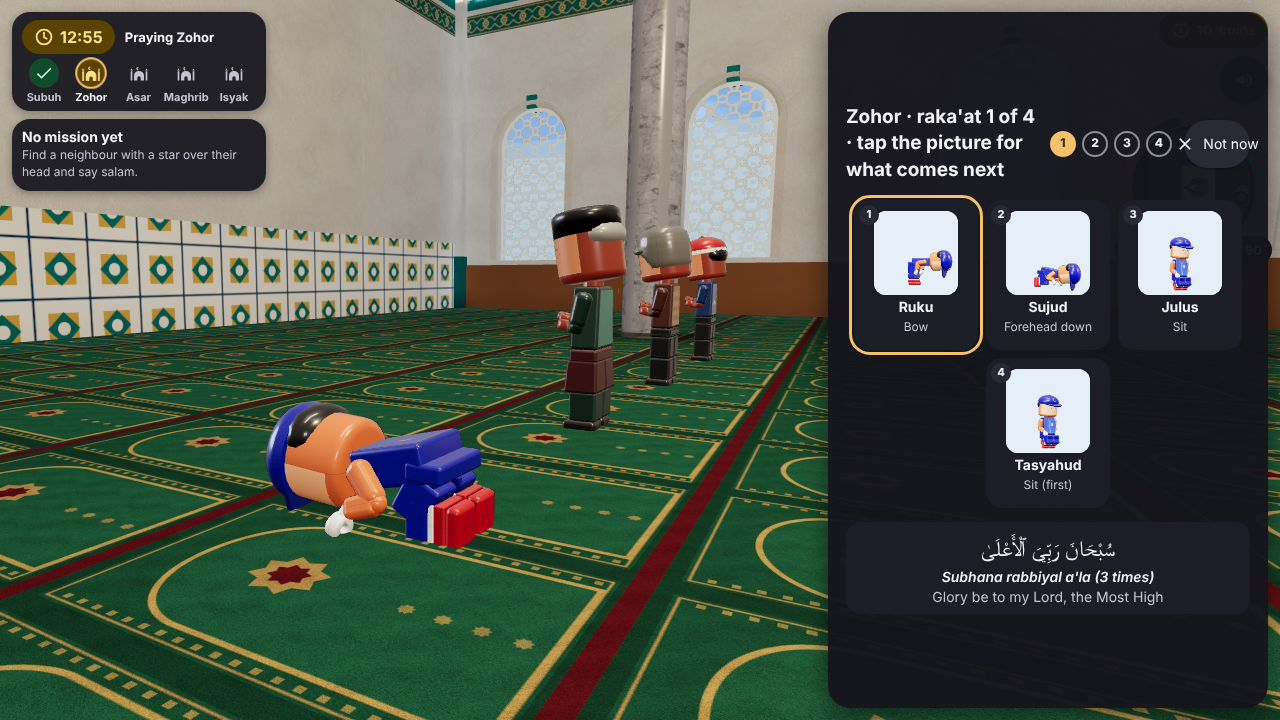 12:55 Praying Zohor
Subuh Zohor Asar Maghrib Isyak
No mission yet
Find a neighbour with a star over their
head and say salam.
Zohor · raka'at 1 of 4
· tap the picture for
what comes next
1 2 3 4 × Not now
1
Ruku
Bow
2
Sujud
Forehead down
3
Julus
Sit
4
Tasyahud
Sit (first)
سُبْحَانَ رَبِّيَ ٱلْأَعْلَىٰ
Subhana rabbiyal a'la (3 times)
Glory be to my Lord, the Most High